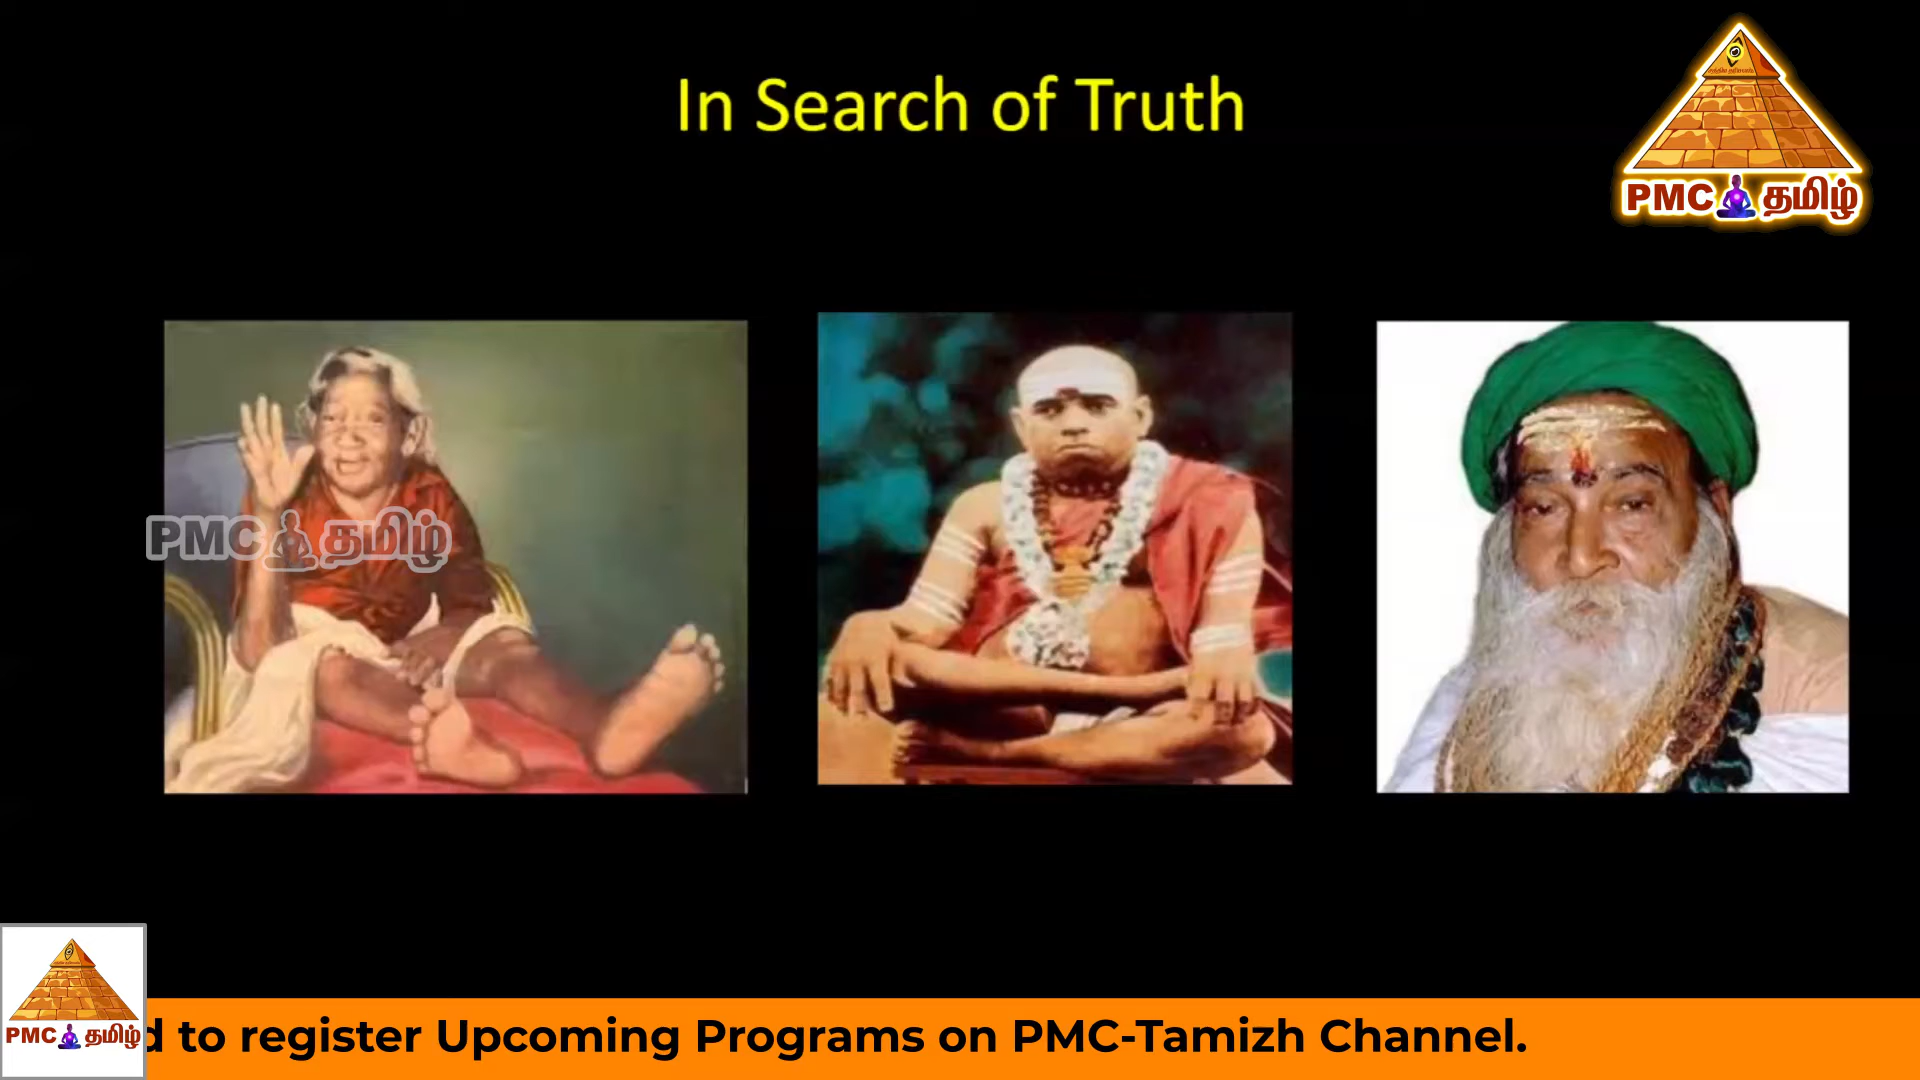 In Search of Truth
PMC தமிழ்
PMC தமிழ்
PMC தமிழ்
d to register Upcoming Programs on PMC-Tamizh Channel.